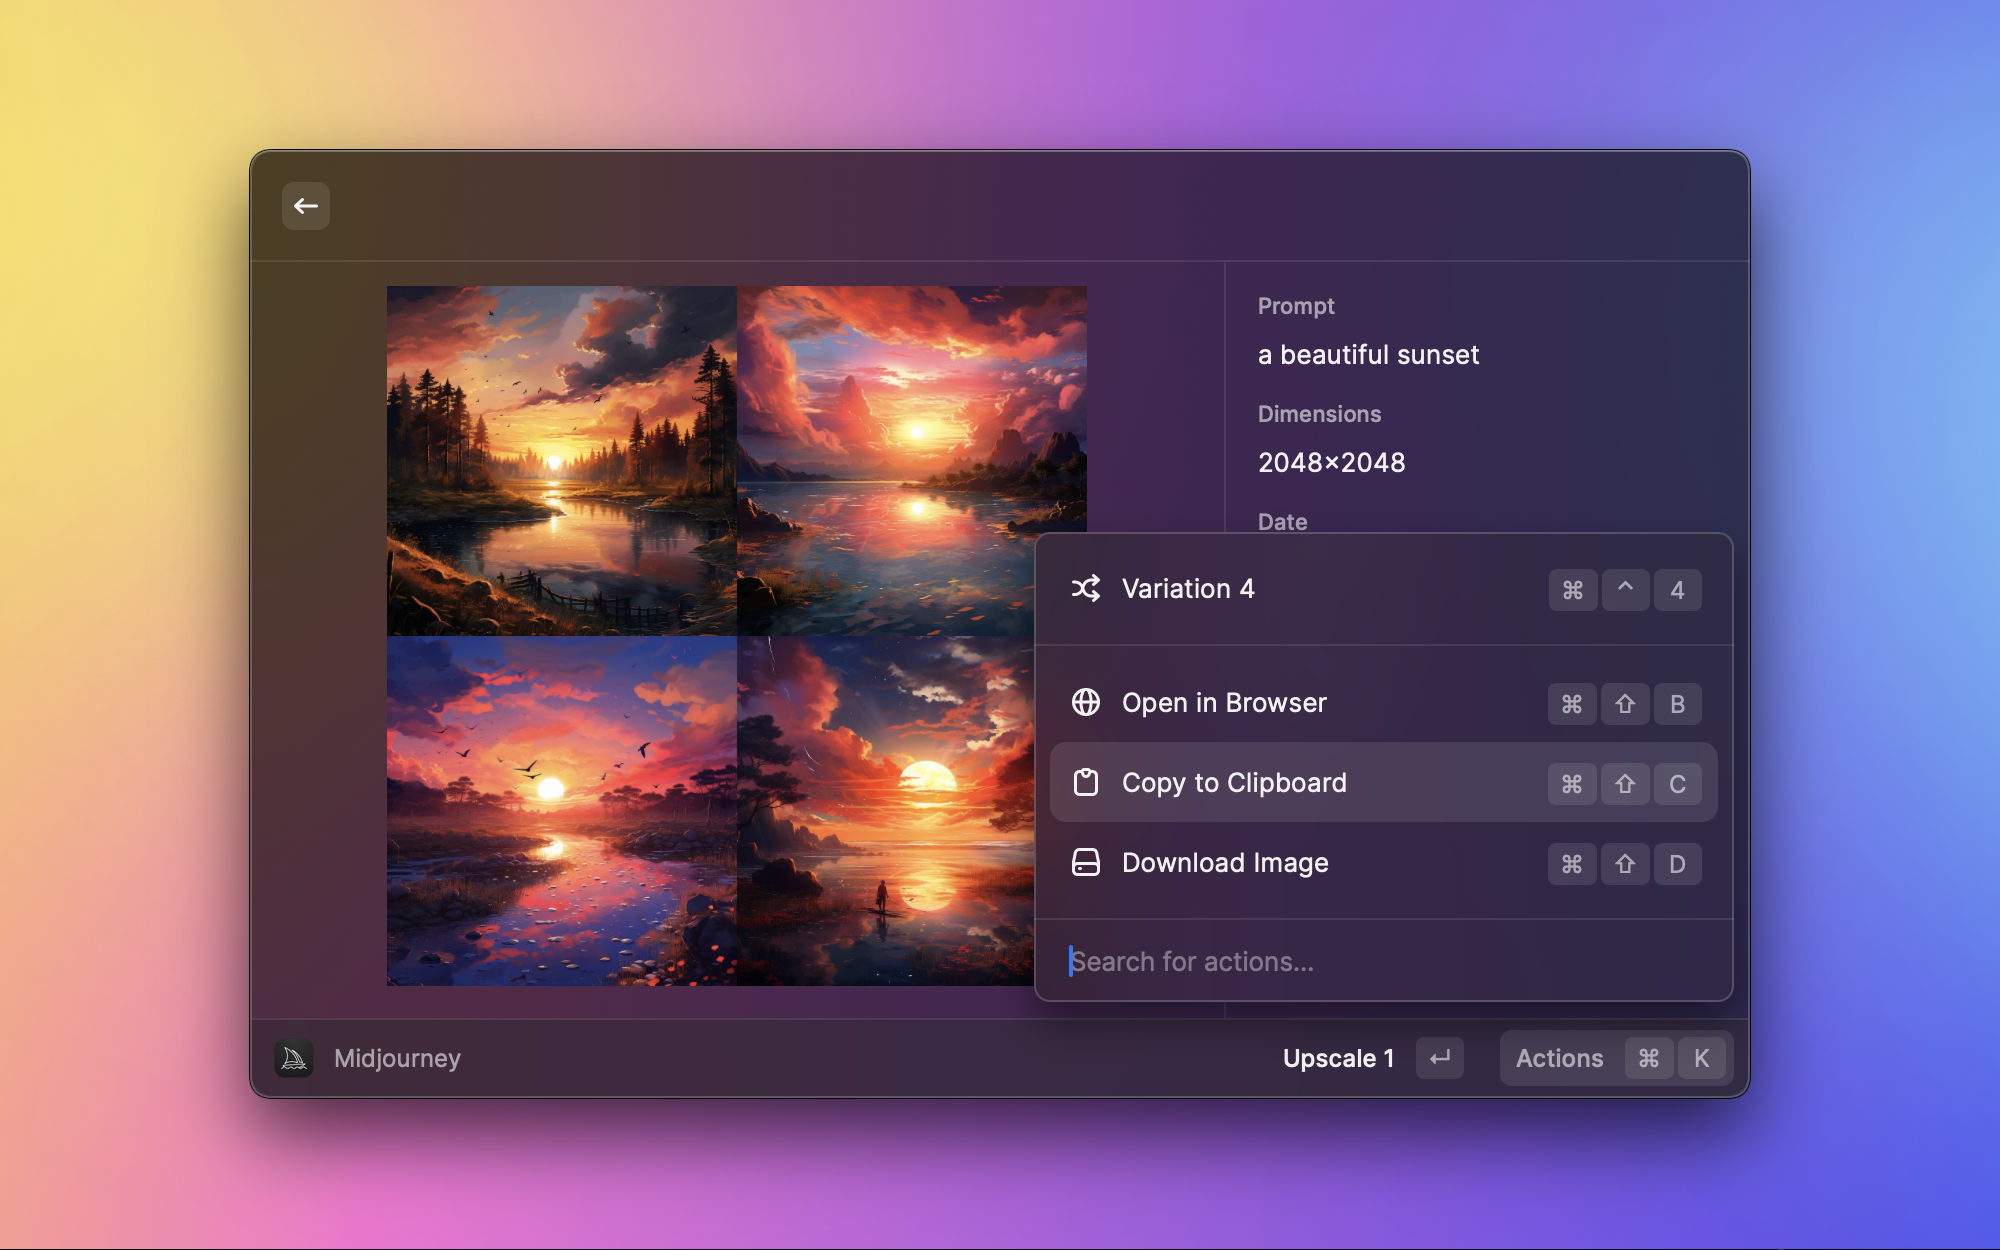 Prompt
a beautiful sunset
Dimensions
2048×2048
Date
Variation 4 ⌘ ^ 4
Open in Browser ⌘ ⇧ B
Copy to Clipboard ⌘ ⇧ C
Download Image ⌘ ⇧ D
Search for actions...
Midjourney Upscale 1 ↵ Actions ⌘ K